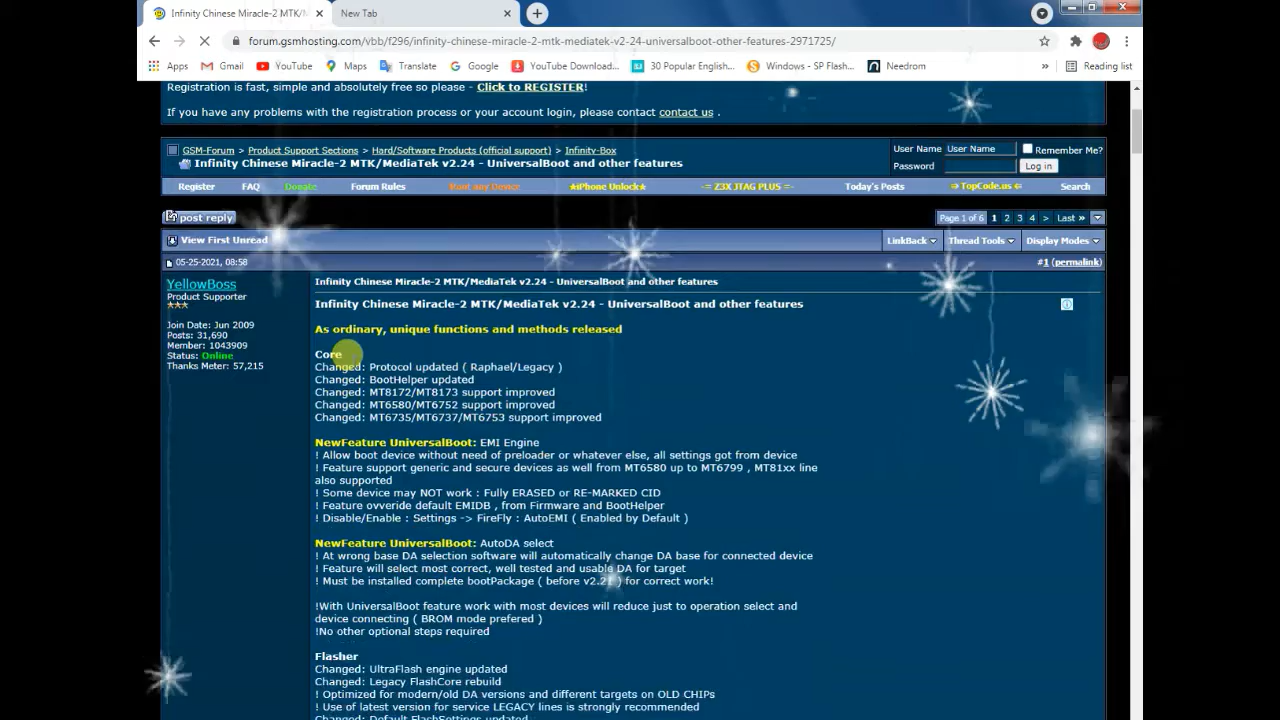 Infinity Chinese Miracle-2 MTK/M
New Tab
forum.gsmhosting.com/vbb/f296/infinity-chinese-miracle-2-mtk-mediatek-v2-24-universalboot-other-features-2971725/
Apps Gmail YouTube Maps Translate Google YouTube Download... 30 Popular English... Windows - SP Flash... Needrom » Reading list
Registration is fast, simple and absolutely free so please - Click to REGISTER!
If you have any problems with the registration process or your account login, please contact contact us .
GSM-Forum > Product Support Sections > Hard/Software Products (official support) > Infinity-Box
Infinity Chinese Miracle-2 MTK/MediaTek v2.24 - UniversalBoot and other features
User Name User Name Remember Me?
Password Log in
Register FAQ Donate Forum Rules Root any Device ★iPhone Unlock★ -= Z3X JTAG PLUS =- Today's Posts => TopCode.us <= Search
post reply
Page 1 of 6 1 2 3 4 > Last »
View First Unread
LinkBack Thread Tools Display Modes
05-25-2021, 08:58
#1 (permalink)
YellowBoss
Product Supporter
Join Date: Jun 2009
Posts: 31,690
Member: 1043909
Status: Online
Thanks Meter: 57,215
Infinity Chinese Miracle-2 MTK/MediaTek v2.24 - UniversalBoot and other features
Infinity Chinese Miracle-2 MTK/MediaTek v2.24 - UniversalBoot and other features
As ordinary, unique functions and methods released
Core
Changed: Protocol updated ( Raphael/Legacy )
Changed: BootHelper updated
Changed: MT8172/MT8173 support improved
Changed: MT6580/MT6752 support improved
Changed: MT6735/MT6737/MT6753 support improved
NewFeature UniversalBoot: EMI Engine
! Allow boot device without need of preloader or whatever else, all settings got from device
! Feature support generic and secure devices as well from MT6580 up to MT6799 , MT81xx line
also supported
! Some device may NOT work : Fully ERASED or RE-MARKED CID
! Feature ovveride default EMIDB , from Firmware and BootHelper
! Disable/Enable : Settings -> FireFly : AutoEMI ( Enabled by Default )
NewFeature UniversalBoot: AutoDA select
! At wrong base DA selection software will automatically change DA base for connected device
! Feature will select most correct, well tested and usable DA for target
! Must be installed complete bootPackage ( before v2.21 ) for correct work!
!With UniversalBoot feature work with most devices will reduce just to operation select and
device connecting ( BROM mode prefered )
!No other optional steps required
Flasher
Changed: UltraFlash engine updated
Changed: Legacy FlashCore rebuild
! Optimized for modern/old DA versions and different targets on OLD CHIPs
! Use of latest version for service LEGACY lines is strongly recommended
Changed: Default FlashSettings updated